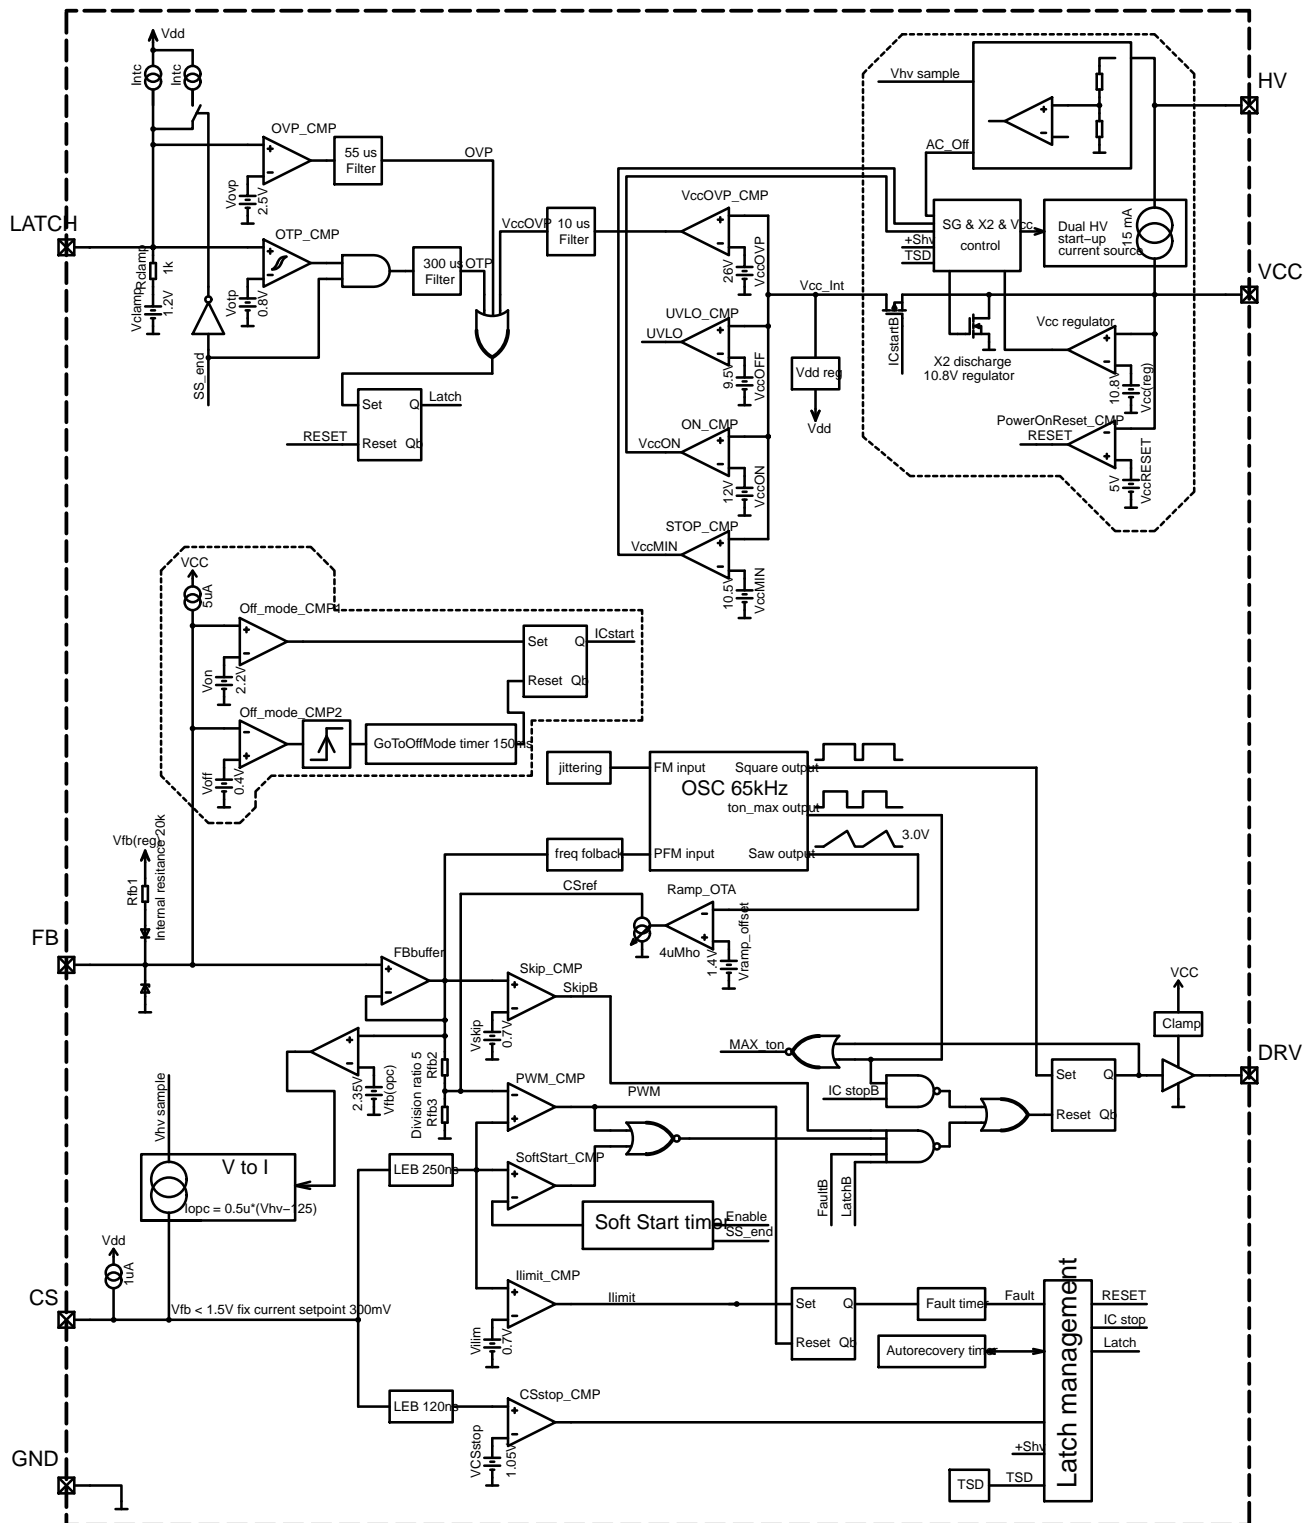 Vdd
Intc
Intc
OVP_CMP
55 us
Filter
OVP
Vovp
2.5V
LATCH
OTP_CMP
Rclamp
1k
300 us
Filter
OTP
Vclamp
1.2V
Votp
0.8V
SS_end
Set
Q
Latch
RESET
Reset
Qb
VccOVP
10 us
Filter
VccOVP_CMP
26V
VccOVP
Vcc_Int
UVLO_CMP
UVLO
9.5V
VccOFF
Vdd reg
Vdd
ON_CMP
VccON
12V
VccON
STOP_CMP
VccMIN
10.5V
VccMIN
Vhv sample
HV
AC_Off
SG & X2 & Vcc
control
+Shv
TSD
Dual HV
start-up
current source
15 mA
VCC
ICstartB
X2 discharge
10.8V regulator
Vcc regulator
10.8V
Vcc(reg)
PowerOnReset_CMP
RESET
5V
VccRESET
VCC
5uA
Off_mode_CMP1
Von
2.2V
Set
Q
ICstart
Reset
Qb
Off_mode_CMP2
GoToOffMode timer 150ms
Voff
0.4V
jittering
FM input
Square output
OSC 65kHz
ton_max output
freq folback
PFM input
Saw output
3.0V
Vfb(reg)
Rfb1
Internal resitance 20k
CSref
Ramp_OTA
4uMho
1.4V
Vramp_offset
FB
FBbuffer
Skip_CMP
SkipB
Vskip
0.7V
2.35V
Vfb(opc)
Division ratio 5
Rfb2
Rfb3
PWM_CMP
PWM
MAX_ton
IC stopB
VCC
Clamp
DRV
Set
Q
Reset
Qb
Vhv sample
V to I
Iopc = 0.5u*(Vhv-125)
LEB 250ns
SoftStart_CMP
Soft Start timer
Enable
SS_end
FaultB
LatchB
Vdd
1uA
CS
Vfb < 1.5V fix current setpoint 300mV
Ilimit_CMP
Ilimit
Vilim
0.7V
Set
Q
Reset
Qb
Fault timer
Fault
Autorecovery timer
Latch management
RESET
IC stop
Latch
LEB 120ns
CSstop_CMP
VCSstop
1.05V
+Shv
TSD
TSD
GND